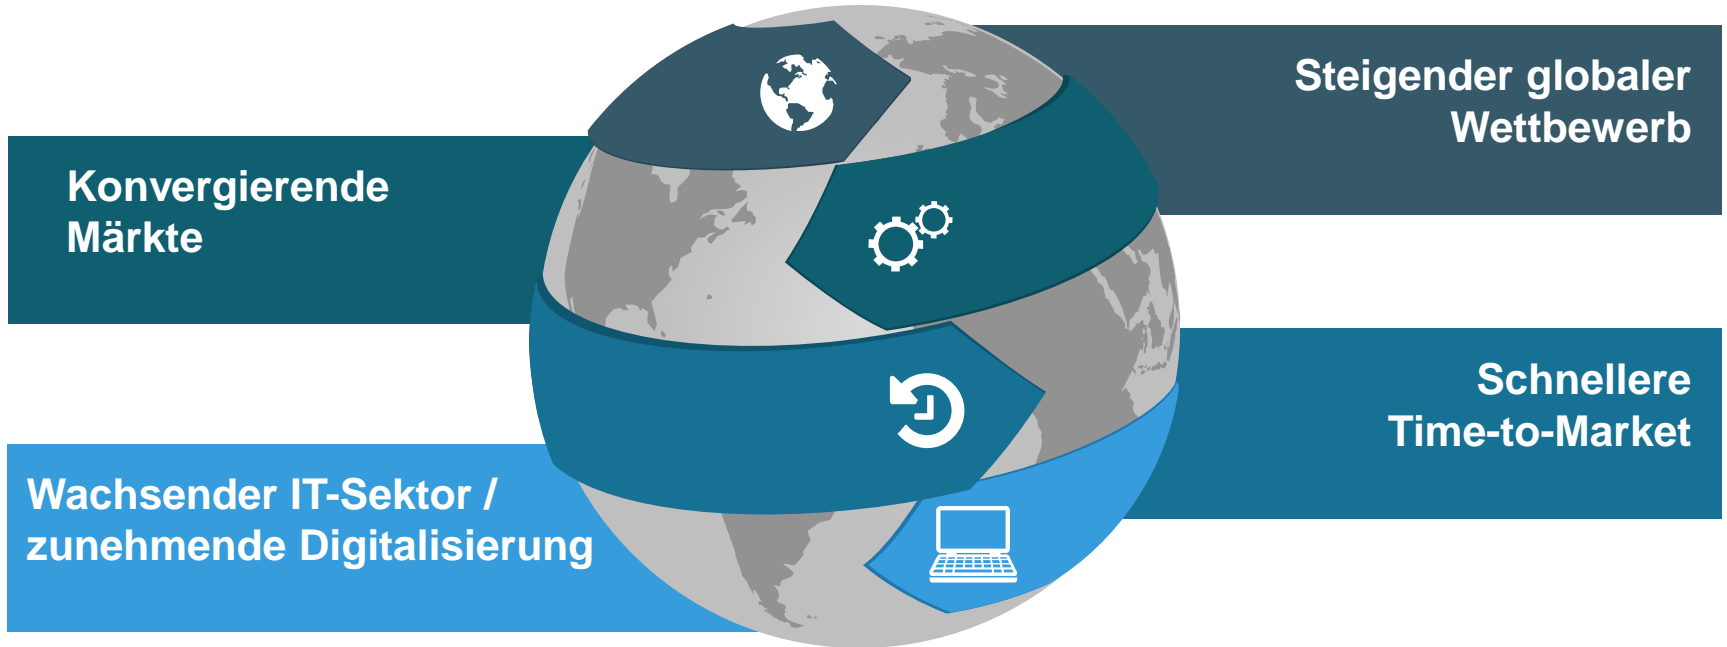 Steigender globaler
Wettbewerb
Konvergierende
Märkte
Schnellere
Time-to-Market
Wachsender IT-Sektor /
zunehmende Digitalisierung